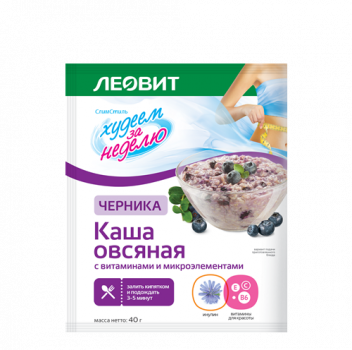 ЛЕОВИТ
худеем
за
неделю
ЧЕРНИКА
Каша
овсяная
с витаминами и микроэлементами
ЗАЛИТЬ КИПЯТКОМ
И ПОДОЖДАТЬ
3-5 МИНУТ
E C
+ B6
инулин
витамины
для красоты
масса нетто: 40 г